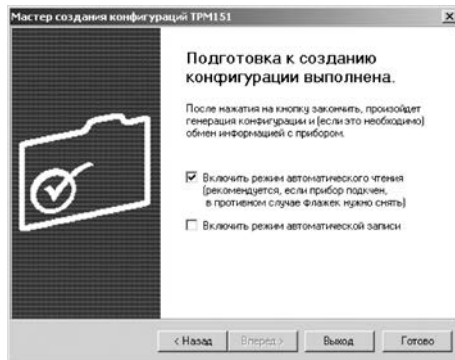 Мастер создания конфигураций ТРМ151
Подготовка к созданию
конфигурации выполнена.
После нажатия на кнопку закончить, произойдет
генерация конфигурации и (если это необходимо)
обмен информацией с прибором.
Включить режим автоматического чтения
(рекомендуется, если прибор подкчен,
в противном случае флажек нужно снять)
Включить режим автоматической записи
< Назад
Вперед >
Выход
Готово